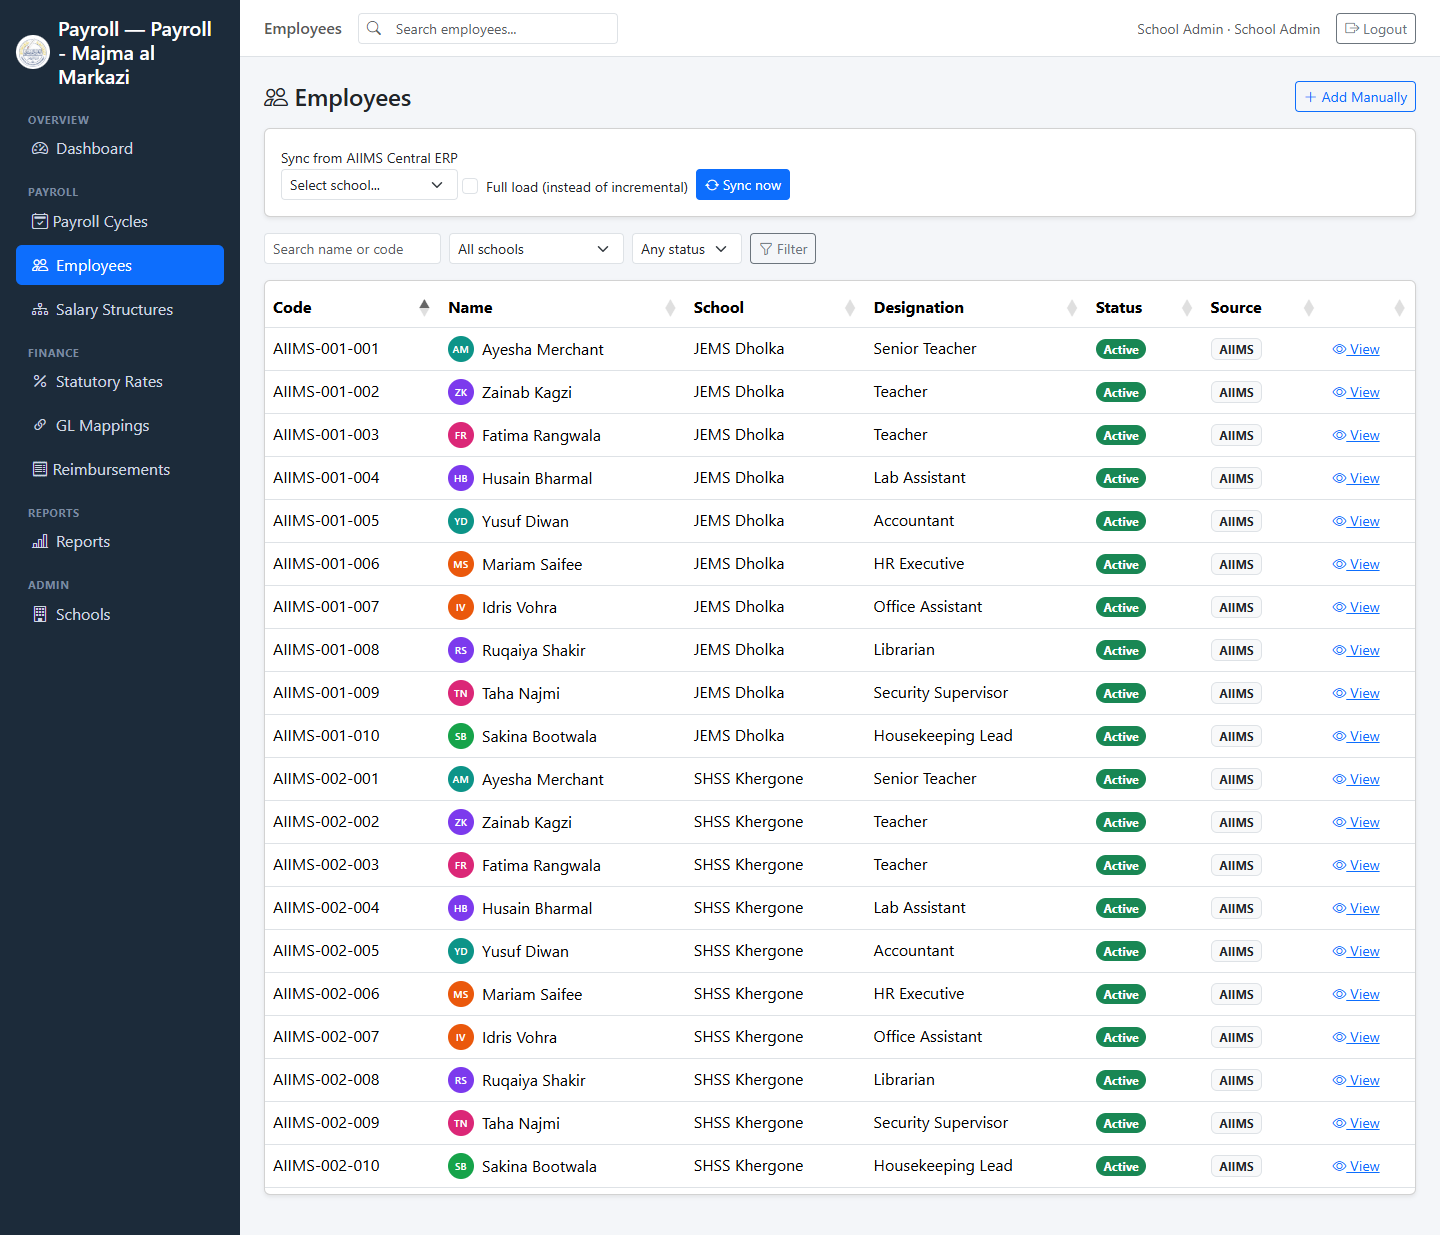 Payroll — Payroll
- Majma al
Markazi
OVERVIEW
Dashboard
PAYROLL
Payroll Cycles
Employees
Salary Structures
FINANCE
Statutory Rates
GL Mappings
Reimbursements
REPORTS
Reports
ADMIN
Schools
Employees Search employees... School Admin · School Admin Logout
Employees Add Manually
Sync from AIIMS Central ERP
Select school... Full load (instead of incremental) Sync now
Search name or code All schools Any status Filter
Code Name School Designation Status Source
AIIMS-001-001 AM Ayesha Merchant JEMS Dholka Senior Teacher Active AIIMS View
AIIMS-001-002 ZK Zainab Kagzi JEMS Dholka Teacher Active AIIMS View
AIIMS-001-003 FR Fatima Rangwala JEMS Dholka Teacher Active AIIMS View
AIIMS-001-004 HB Husain Bharmal JEMS Dholka Lab Assistant Active AIIMS View
AIIMS-001-005 YD Yusuf Diwan JEMS Dholka Accountant Active AIIMS View
AIIMS-001-006 MS Mariam Saifee JEMS Dholka HR Executive Active AIIMS View
AIIMS-001-007 IV Idris Vohra JEMS Dholka Office Assistant Active AIIMS View
AIIMS-001-008 RS Ruqaiya Shakir JEMS Dholka Librarian Active AIIMS View
AIIMS-001-009 TN Taha Najmi JEMS Dholka Security Supervisor Active AIIMS View
AIIMS-001-010 SB Sakina Bootwala JEMS Dholka Housekeeping Lead Active AIIMS View
AIIMS-002-001 AM Ayesha Merchant SHSS Khergone Senior Teacher Active AIIMS View
AIIMS-002-002 ZK Zainab Kagzi SHSS Khergone Teacher Active AIIMS View
AIIMS-002-003 FR Fatima Rangwala SHSS Khergone Teacher Active AIIMS View
AIIMS-002-004 HB Husain Bharmal SHSS Khergone Lab Assistant Active AIIMS View
AIIMS-002-005 YD Yusuf Diwan SHSS Khergone Accountant Active AIIMS View
AIIMS-002-006 MS Mariam Saifee SHSS Khergone HR Executive Active AIIMS View
AIIMS-002-007 IV Idris Vohra SHSS Khergone Office Assistant Active AIIMS View
AIIMS-002-008 RS Ruqaiya Shakir SHSS Khergone Librarian Active AIIMS View
AIIMS-002-009 TN Taha Najmi SHSS Khergone Security Supervisor Active AIIMS View
AIIMS-002-010 SB Sakina Bootwala SHSS Khergone Housekeeping Lead Active AIIMS View